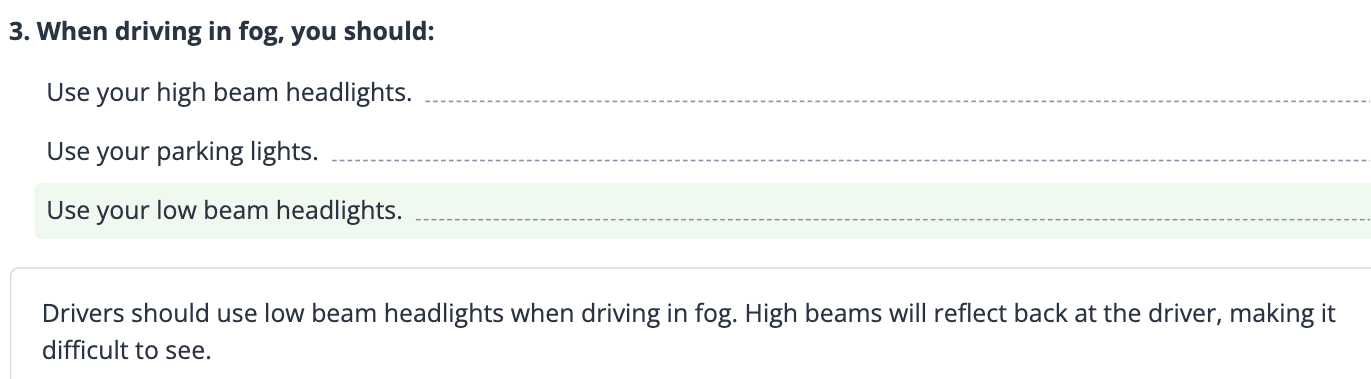 3. When driving in fog, you should:
Use your high beam headlights.
Use your parking lights.
Use your low beam headlights.
Drivers should use low beam headlights when driving in fog. High beams will reflect back at the driver, making it
difficult to see.